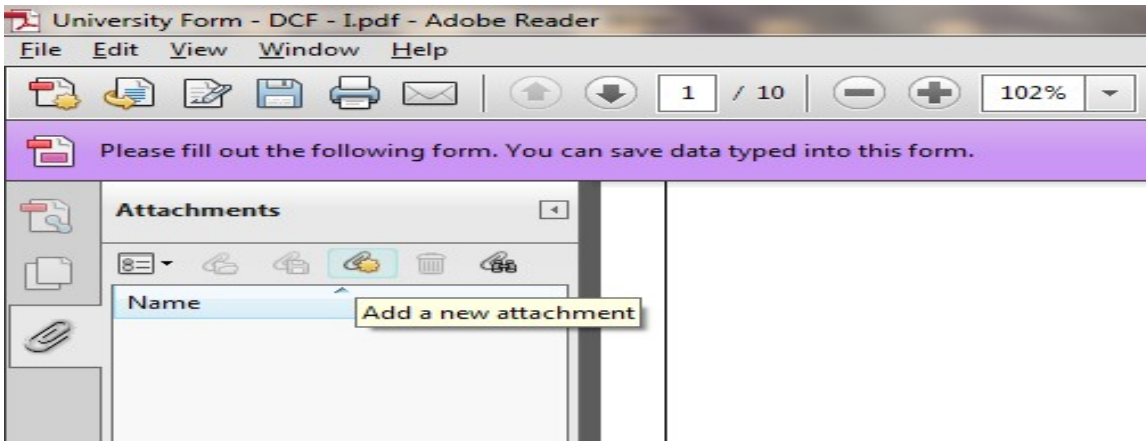 University Form - DCF - I.pdf - Adobe Reader
File Edit View Window Help
1 / 10 102%
Please fill out the following form. You can save data typed into this form.
Attachments
Name
Add a new attachment